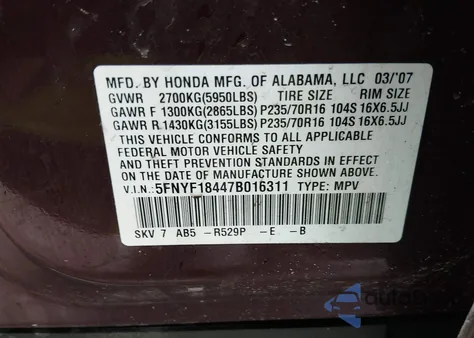 MFD. BY HONDA MFG. OF ALABAMA, LLC 03/'07
GVWR 2700KG(5950LBS) TIRE SIZE RIM SIZE
GAWR F 1300KG(2865LBS) P235/70R16 104S 16X6.5JJ
GAWR R 1430KG(3155LBS) P235/70R16 104S 16X6.5JJ
THIS VEHICLE CONFORMS TO ALL APPLICABLE
FEDERAL MOTOR VEHICLE SAFETY
AND THEFT PREVENTION STANDARDS IN EFFECT
ON THE DATE OF MANUFACTURE SHOWN ABOVE.
V.I.N.: 5FNYF18447B016311 TYPE: MPV
SKV 7 AB5 -R529P -E -B